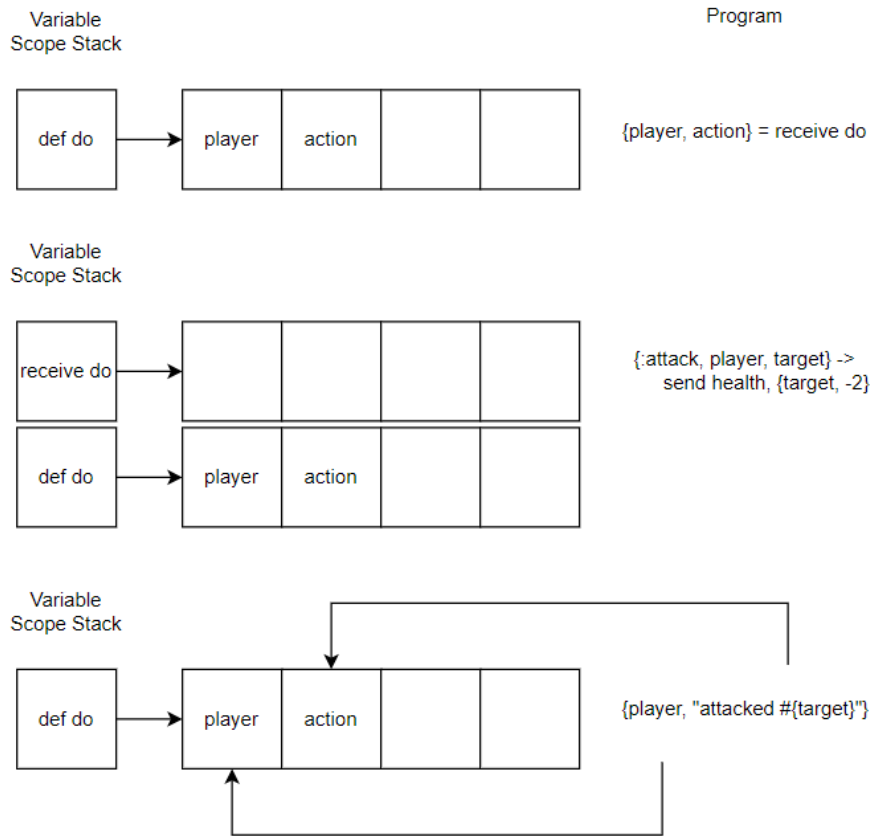 Variable
Scope Stack
Program
def do
player
action
{player, action} = receive do
Variable
Scope Stack
receive do
{:attack, player, target} ->
send health, {target, -2}
def do
player
action
Variable
Scope Stack
def do
player
action
{player, "attacked #{target}"}